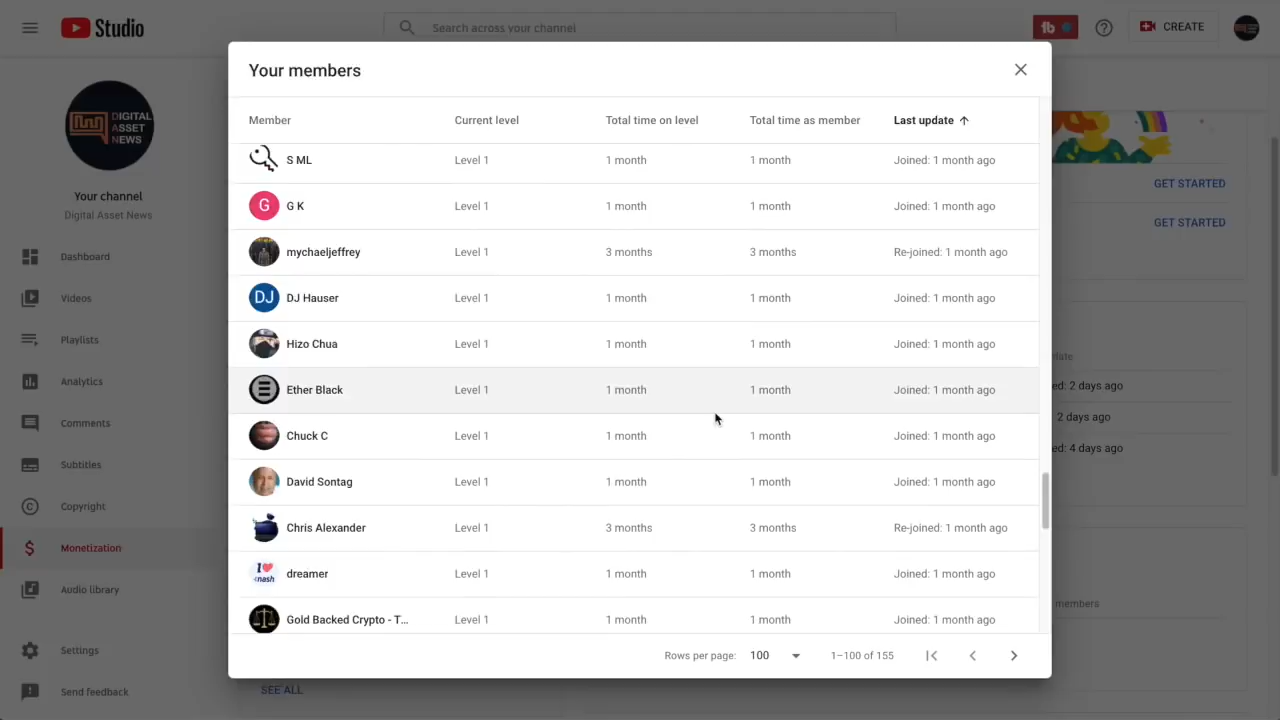 Studio
Search across your channel
CREATE
DIGITAL
ASSET
NEWS
Your channel
Digital Asset News
Dashboard
Videos
Playlists
Analytics
Comments
Subtitles
Copyright
Monetization
Audio library
Settings
Send feedback
Your members
Member Current level Total time on level Total time as member Last update
S ML Level 1 1 month 1 month Joined: 1 month ago
G G K Level 1 1 month 1 month Joined: 1 month ago
mychaeljeffrey Level 1 3 months 3 months Re-joined: 1 month ago
DJ DJ Hauser Level 1 1 month 1 month Joined: 1 month ago
Hizo Chua Level 1 1 month 1 month Joined: 1 month ago
Ether Black Level 1 1 month 1 month Joined: 1 month ago
Chuck C Level 1 1 month 1 month Joined: 1 month ago
David Sontag Level 1 1 month 1 month Joined: 1 month ago
Chris Alexander Level 1 3 months 3 months Re-joined: 1 month ago
dreamer Level 1 1 month 1 month Joined: 1 month ago
Gold Backed Crypto - T... Level 1 1 month 1 month Joined: 1 month ago
Rows per page: 100 1–100 of 155
SEE ALL
GET STARTED
GET STARTED
ed: 2 days ago
2 days ago
ed: 4 days ago
members